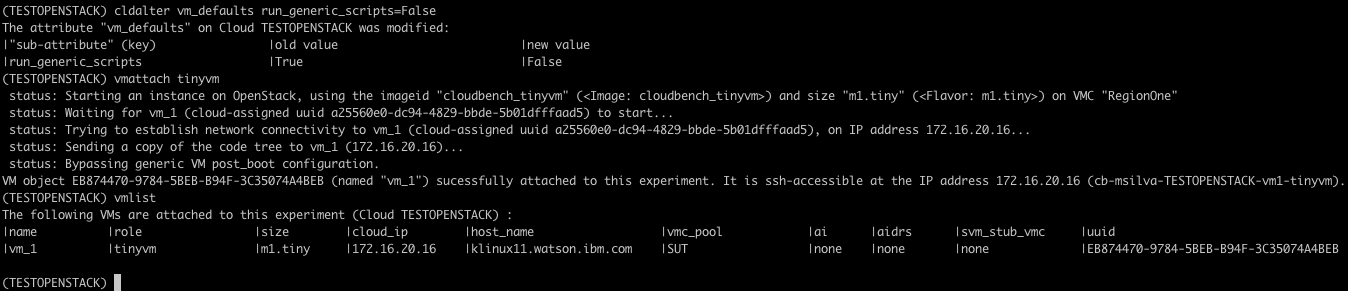 (TESTOPENSTACK) cldalter vm_defaults run_generic_scripts=False
The attribute "vm_defaults" on Cloud TESTOPENSTACK was modified:
|"sub-attribute" (key) |old value |new value
|run_generic_scripts |True |False
(TESTOPENSTACK) vmattach tinyvm
status: Starting an instance on OpenStack, using the imageid "cloudbench_tinyvm" (<Image: cloudbench_tinyvm>) and size "m1.tiny" (<Flavor: m1.tiny>) on VMC "RegionOne"
status: Waiting for vm_1 (cloud-assigned uuid a25560e0-dc94-4829-bbde-5b01dfffaad5) to start...
status: Trying to establish network connectivity to vm_1 (cloud-assigned uuid a25560e0-dc94-4829-bbde-5b01dfffaad5), on IP address 172.16.20.16...
status: Sending a copy of the code tree to vm_1 (172.16.20.16)...
status: Bypassing generic VM post_boot configuration.
VM object EB874470-9784-5BEB-B94F-3C35074A4BEB (named "vm_1") sucessfully attached to this experiment. It is ssh-accessible at the IP address 172.16.20.16 (cb-msilva-TESTOPENSTACK-vm1-tinyvm).
(TESTOPENSTACK) vmlist
The following VMs are attached to this experiment (Cloud TESTOPENSTACK) :
|name |role |size |cloud_ip |host_name |vmc_pool |ai |aidrs |svm_stub_vmc |uuid
|vm_1 |tinyvm |m1.tiny |172.16.20.16 |klinux11.watson.ibm.com |SUT |none |none |none |EB874470-9784-5BEB-B94F-3C35074A4BEB
(TESTOPENSTACK)